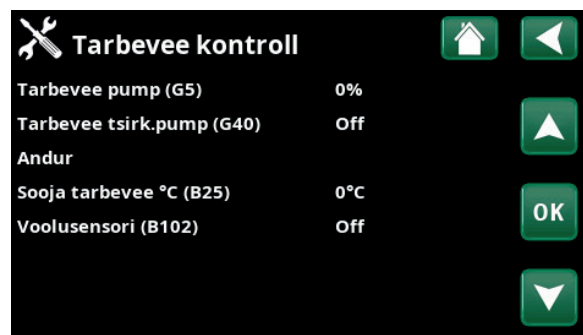 Tarbevee kontroll
Tarbevee pump (G5) 0%
Tarbevee tsirk.pump (G40) Off
Andur
Sooja tarbevee °C (B25) 0°C
Voolusensori (B102) Off
OK